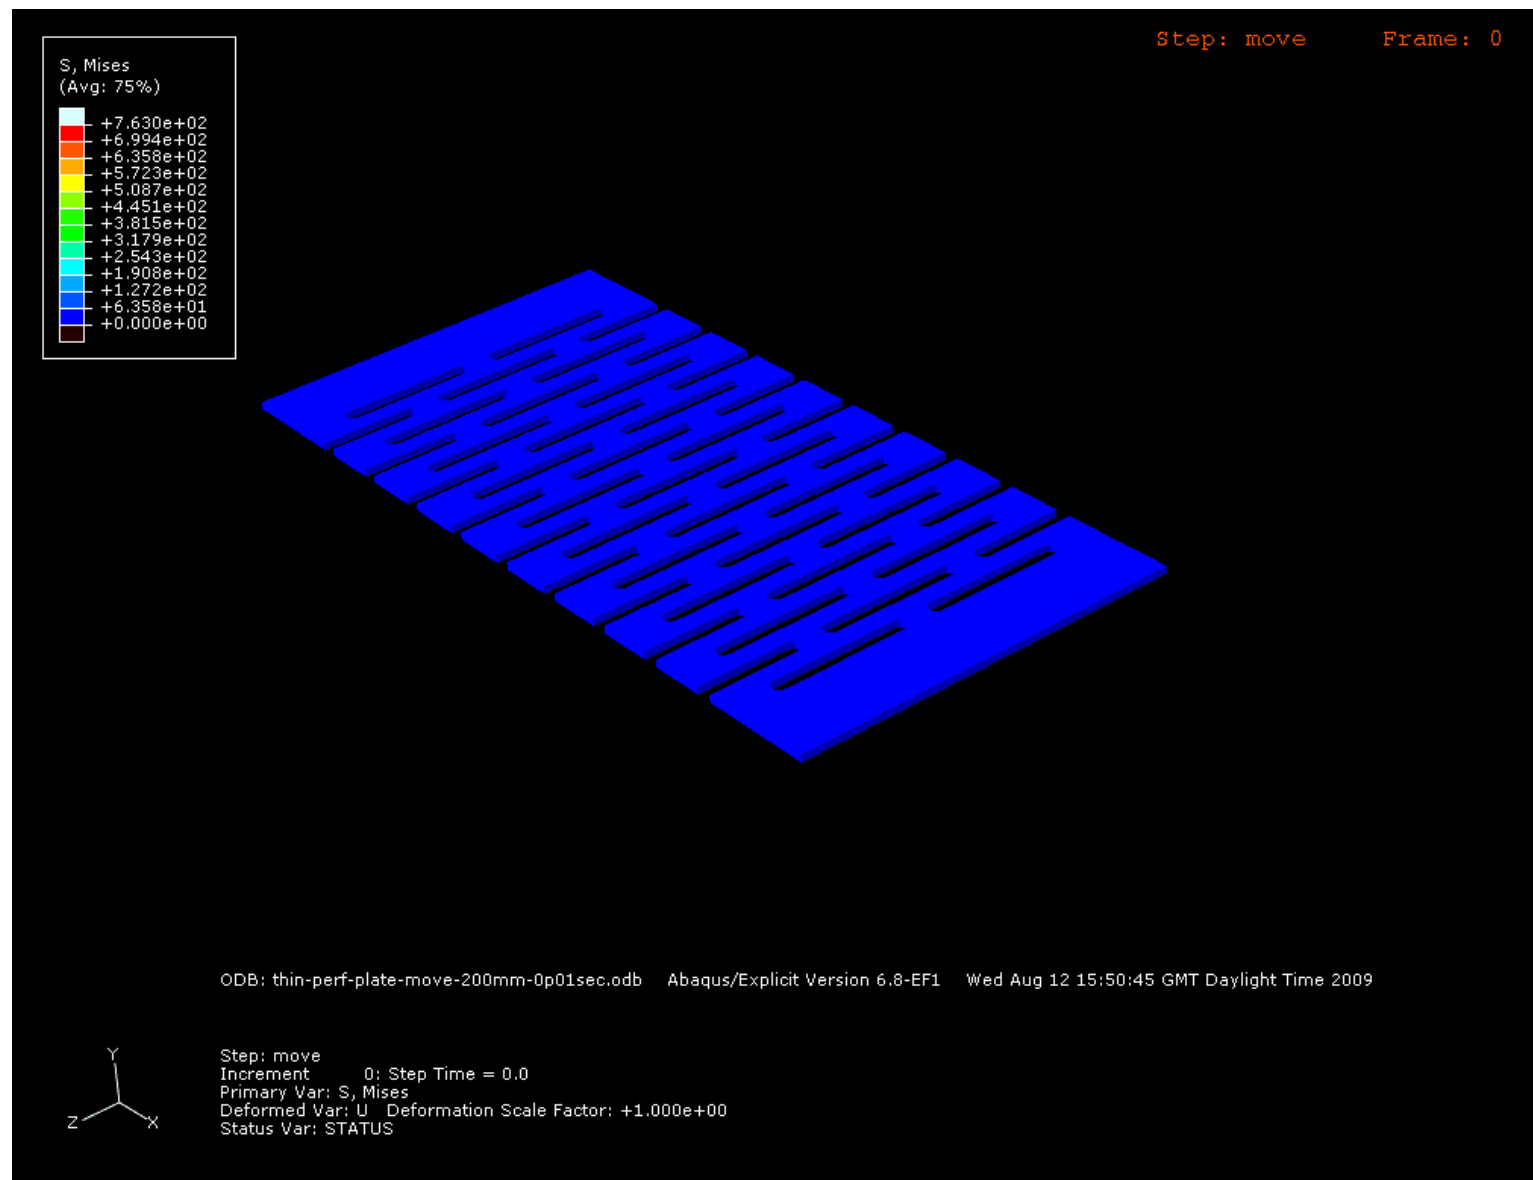 Step: move Frame: 0
S, Mises
(Avg: 75%)
+7.630e+02
+6.994e+02
+6.358e+02
+5.723e+02
+5.087e+02
+4.451e+02
+3.815e+02
+3.179e+02
+2.543e+02
+1.908e+02
+1.272e+02
+6.358e+01
+0.000e+00
ODB: thin-perf-plate-move-200mm-0p01sec.odb Abaqus/Explicit Version 6.8-EF1 Wed Aug 12 15:50:45 GMT Daylight Time 2009
Y
Z X
Step: move
Increment 0: Step Time = 0.0
Primary Var: S, Mises
Deformed Var: U Deformation Scale Factor: +1.000e+00
Status Var: STATUS